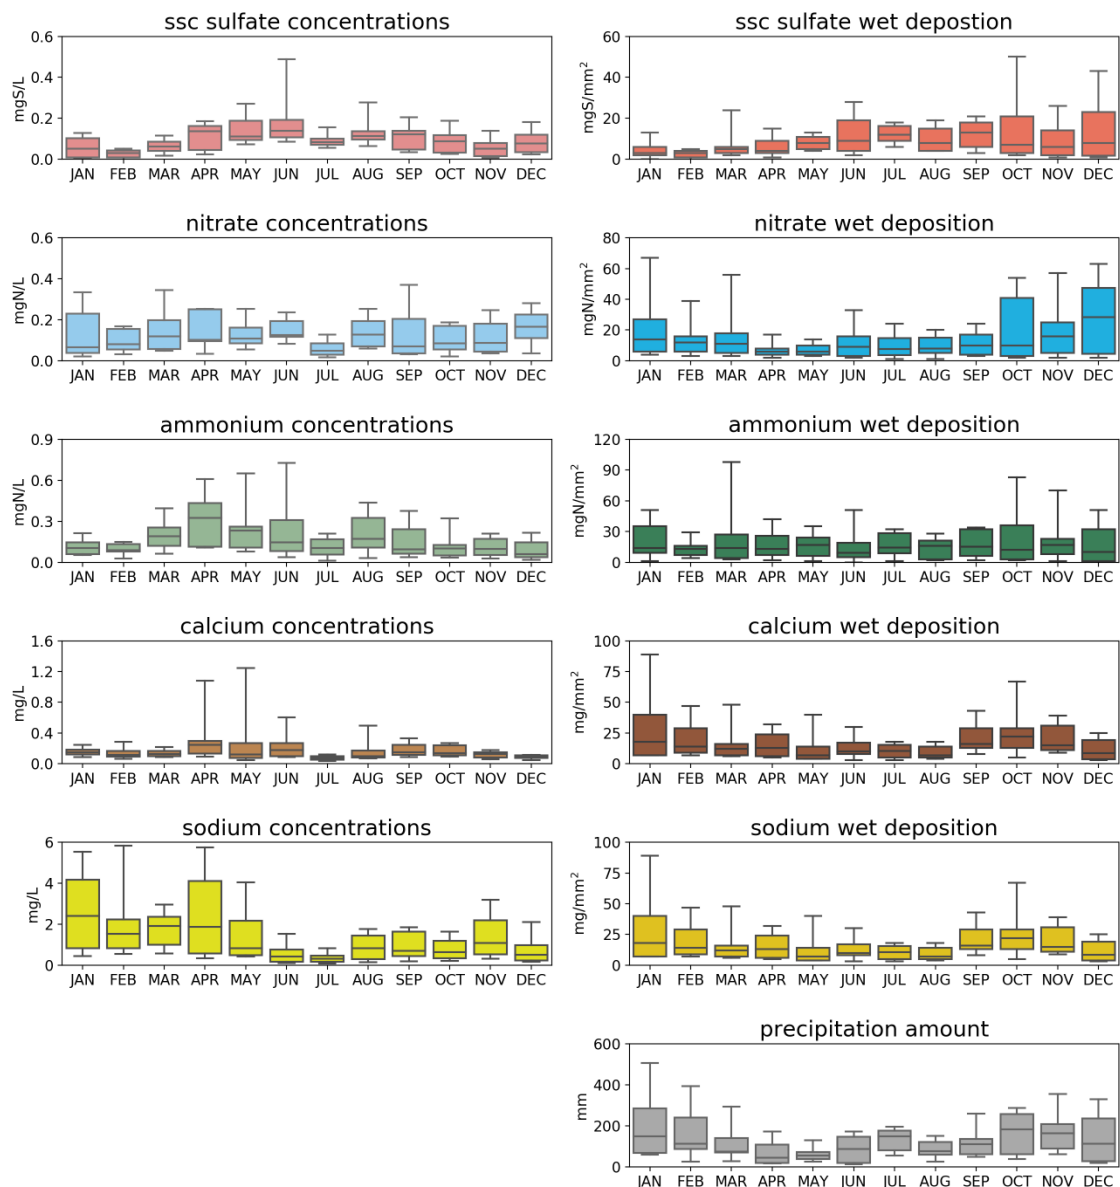 ssc sulfate concentrations
mgS/L
0.6
0.4
0.2
0.0
JAN FEB MAR APR MAY JUN JUL AUG SEP OCT NOV DEC
ssc sulfate wet depostion
mgS/mm²
60
40
20
0
JAN FEB MAR APR MAY JUN JUL AUG SEP OCT NOV DEC
nitrate concentrations
mgN/L
0.6
0.4
0.2
0.0
JAN FEB MAR APR MAY JUN JUL AUG SEP OCT NOV DEC
nitrate wet deposition
mgN/mm²
80
60
40
20
0
JAN FEB MAR APR MAY JUN JUL AUG SEP OCT NOV DEC
ammonium concentrations
mgN/L
0.9
0.6
0.3
0.0
JAN FEB MAR APR MAY JUN JUL AUG SEP OCT NOV DEC
ammonium wet deposition
mgN/mm²
120
90
60
30
0
JAN FEB MAR APR MAY JUN JUL AUG SEP OCT NOV DEC
calcium concentrations
mg/L
1.6
1.2
0.8
0.4
0.0
JAN FEB MAR APR MAY JUN JUL AUG SEP OCT NOV DEC
calcium wet deposition
mg/mm²
100
75
50
25
0
JAN FEB MAR APR MAY JUN JUL AUG SEP OCT NOV DEC
sodium concentrations
mg/L
6
4
2
0
JAN FEB MAR APR MAY JUN JUL AUG SEP OCT NOV DEC
sodium wet deposition
mg/mm²
100
75
50
25
0
JAN FEB MAR APR MAY JUN JUL AUG SEP OCT NOV DEC
precipitation amount
mm
600
400
200
0
JAN FEB MAR APR MAY JUN JUL AUG SEP OCT NOV DEC